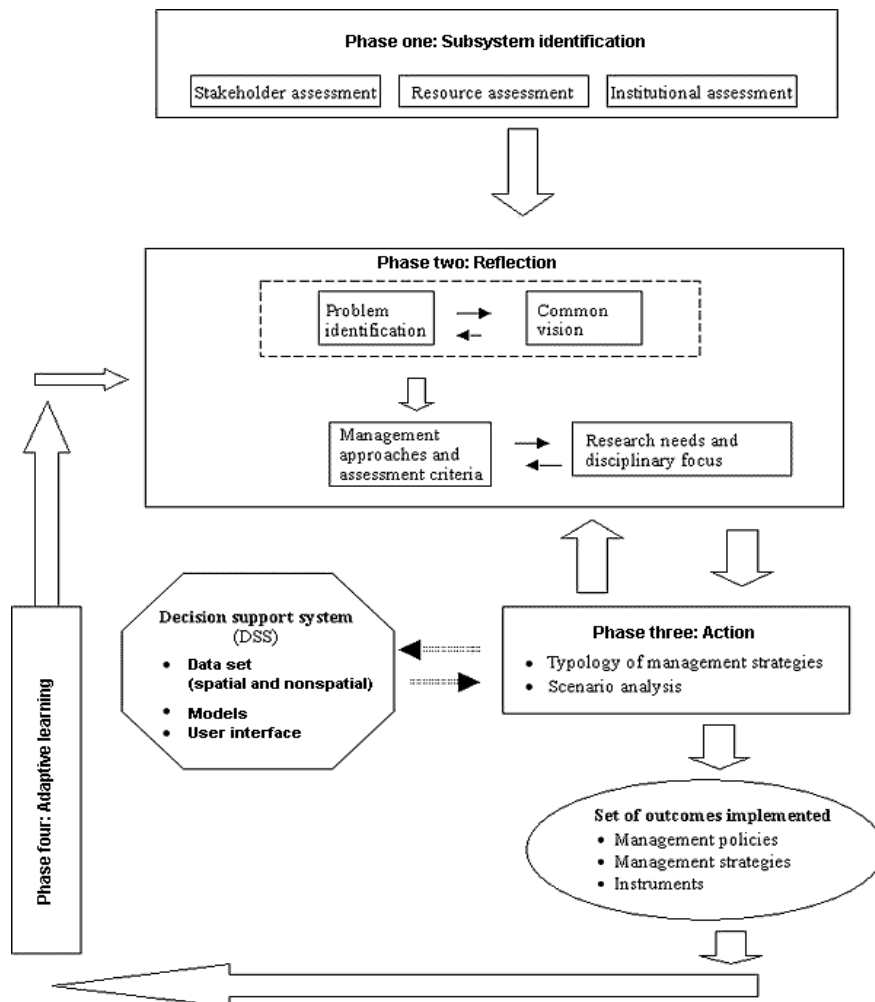 Phase one: Subsystem identification
Stakeholder assessment
Resource assessment
Institutional assessment
Phase two: Reflection
Problem
identification
Common
vision
Management
approaches and
assessment criteria
Research needs and
disciplinary focus
Decision support system
(DSS)
• Data set
(spatial and nonspatial)
• Models
• User interface
Phase three: Action
• Typology of management strategies
• Scenario analysis
Set of outcomes implemented
• Management policies
• Management strategies
• Instruments
Phase four: Adaptive learning